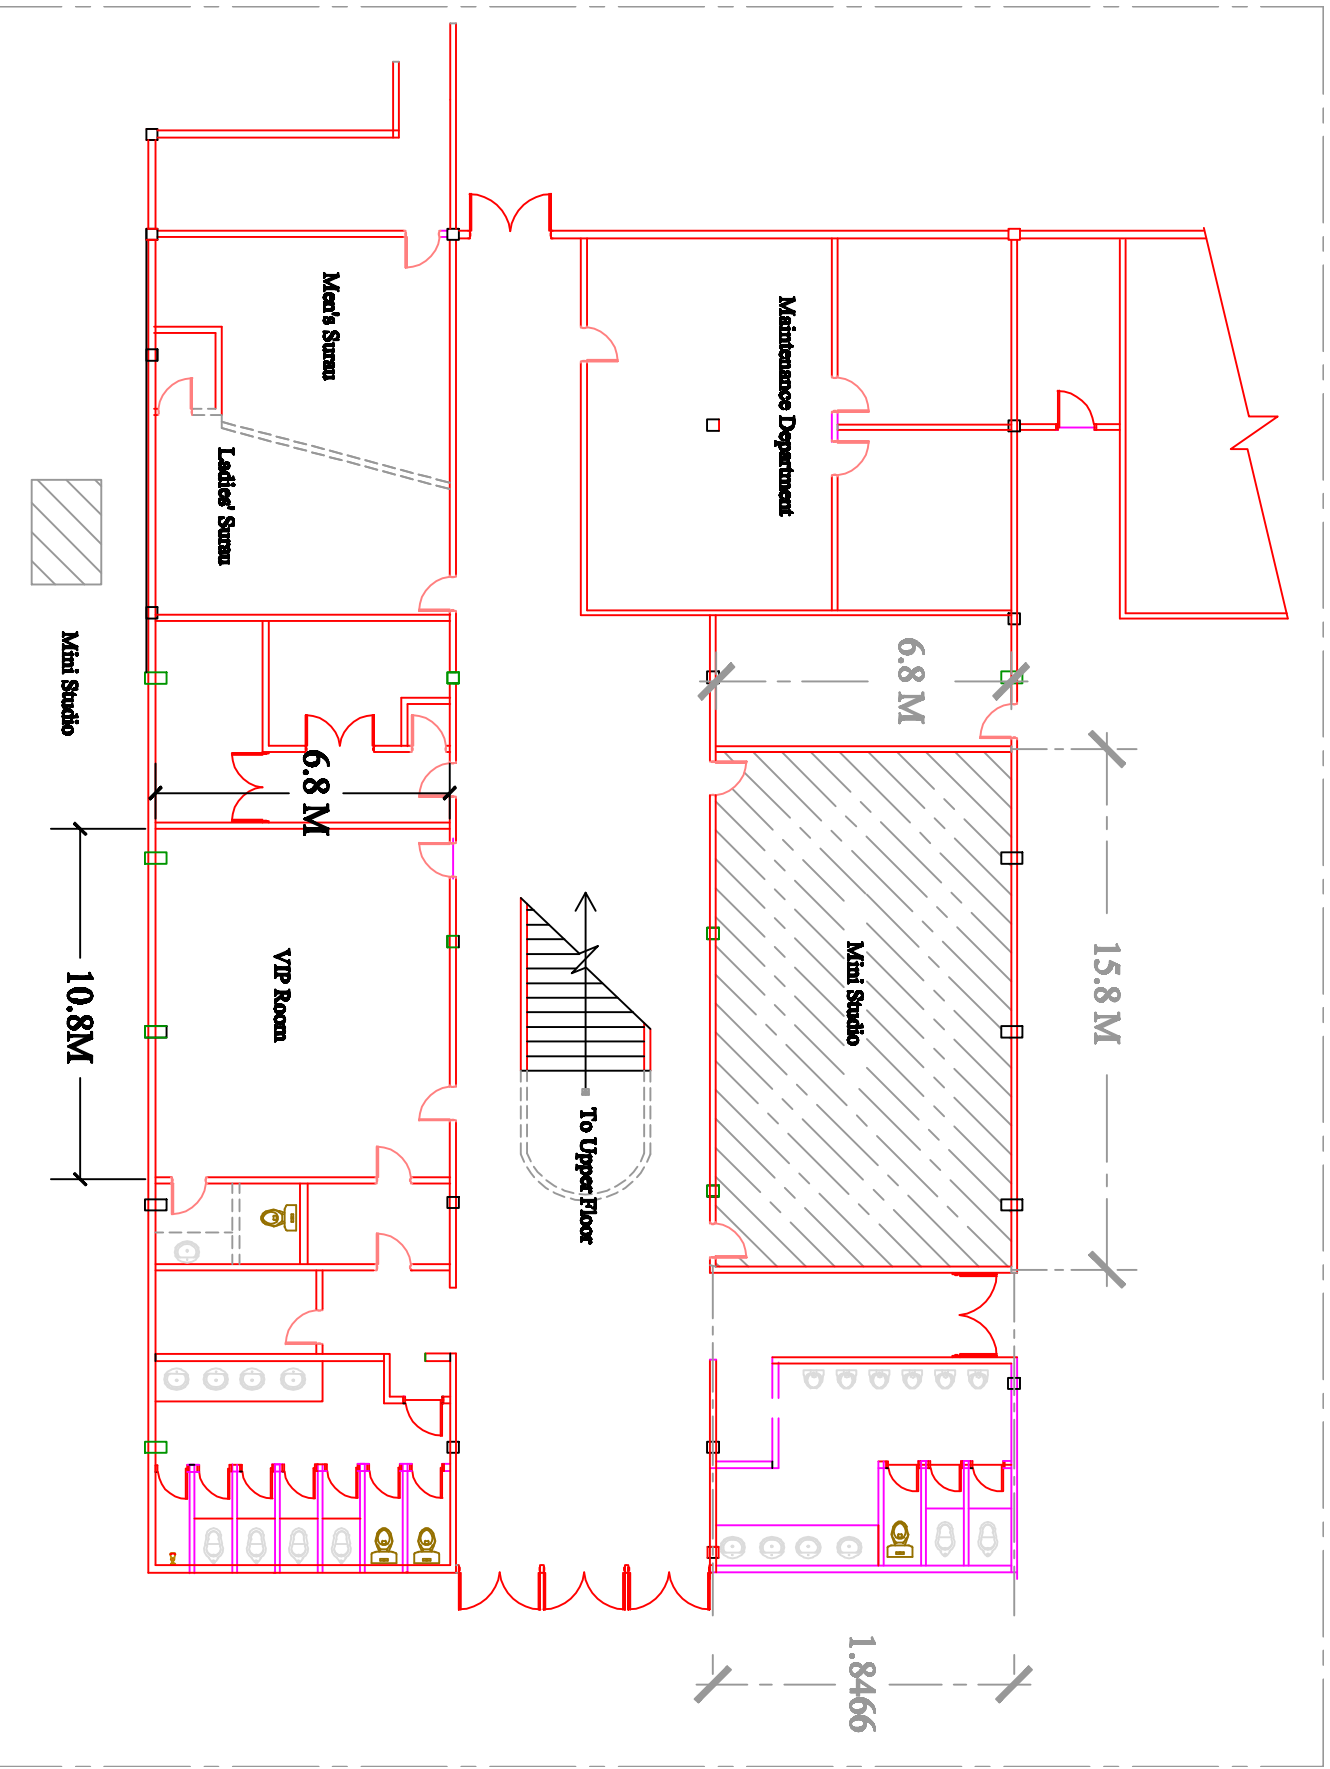 Men's Surau
Ladies' Surau
Maintenance Department
6.8 M
15.8 M
Mini Studio
Mini Studio
6.8 M
10.8M
VIP Room
To Upper Floor
1.8466